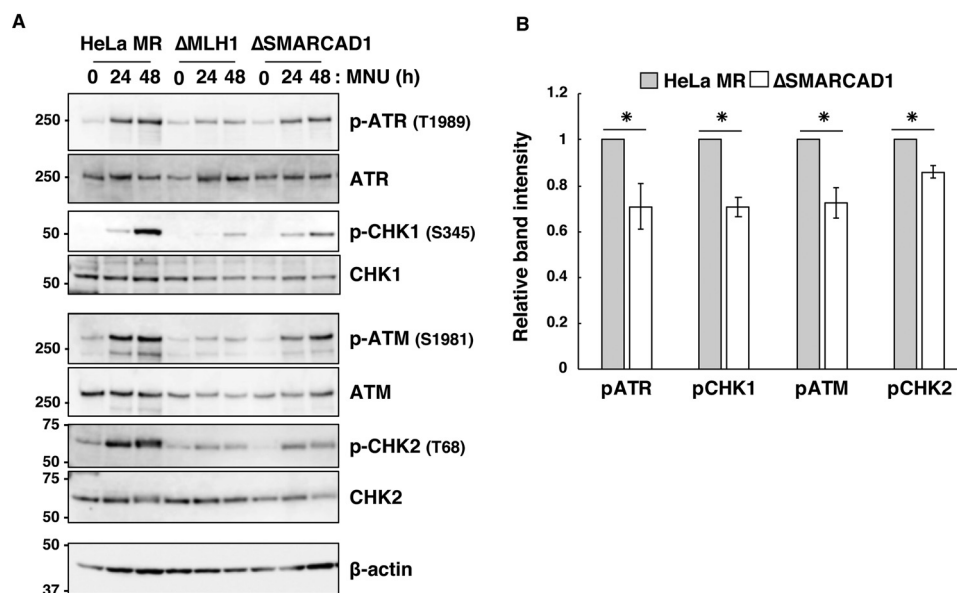 A
HeLa MR ΔMLH1 ΔSMARCAD1
0 24 48 0 24 48 0 24 48 : MNU (h)
250 p-ATR (T1989)
250 ATR
50 p-CHK1 (S345)
50 CHK1
250 p-ATM (S1981)
250 ATM
75
50 p-CHK2 (T68)
75
50 CHK2
50
37 β-actin
B
HeLa MR ΔSMARCAD1
Relative band intensity
1.2
1
0.8
0.6
0.4
0.2
0
* * * *
pATR pCHK1 pATM pCHK2